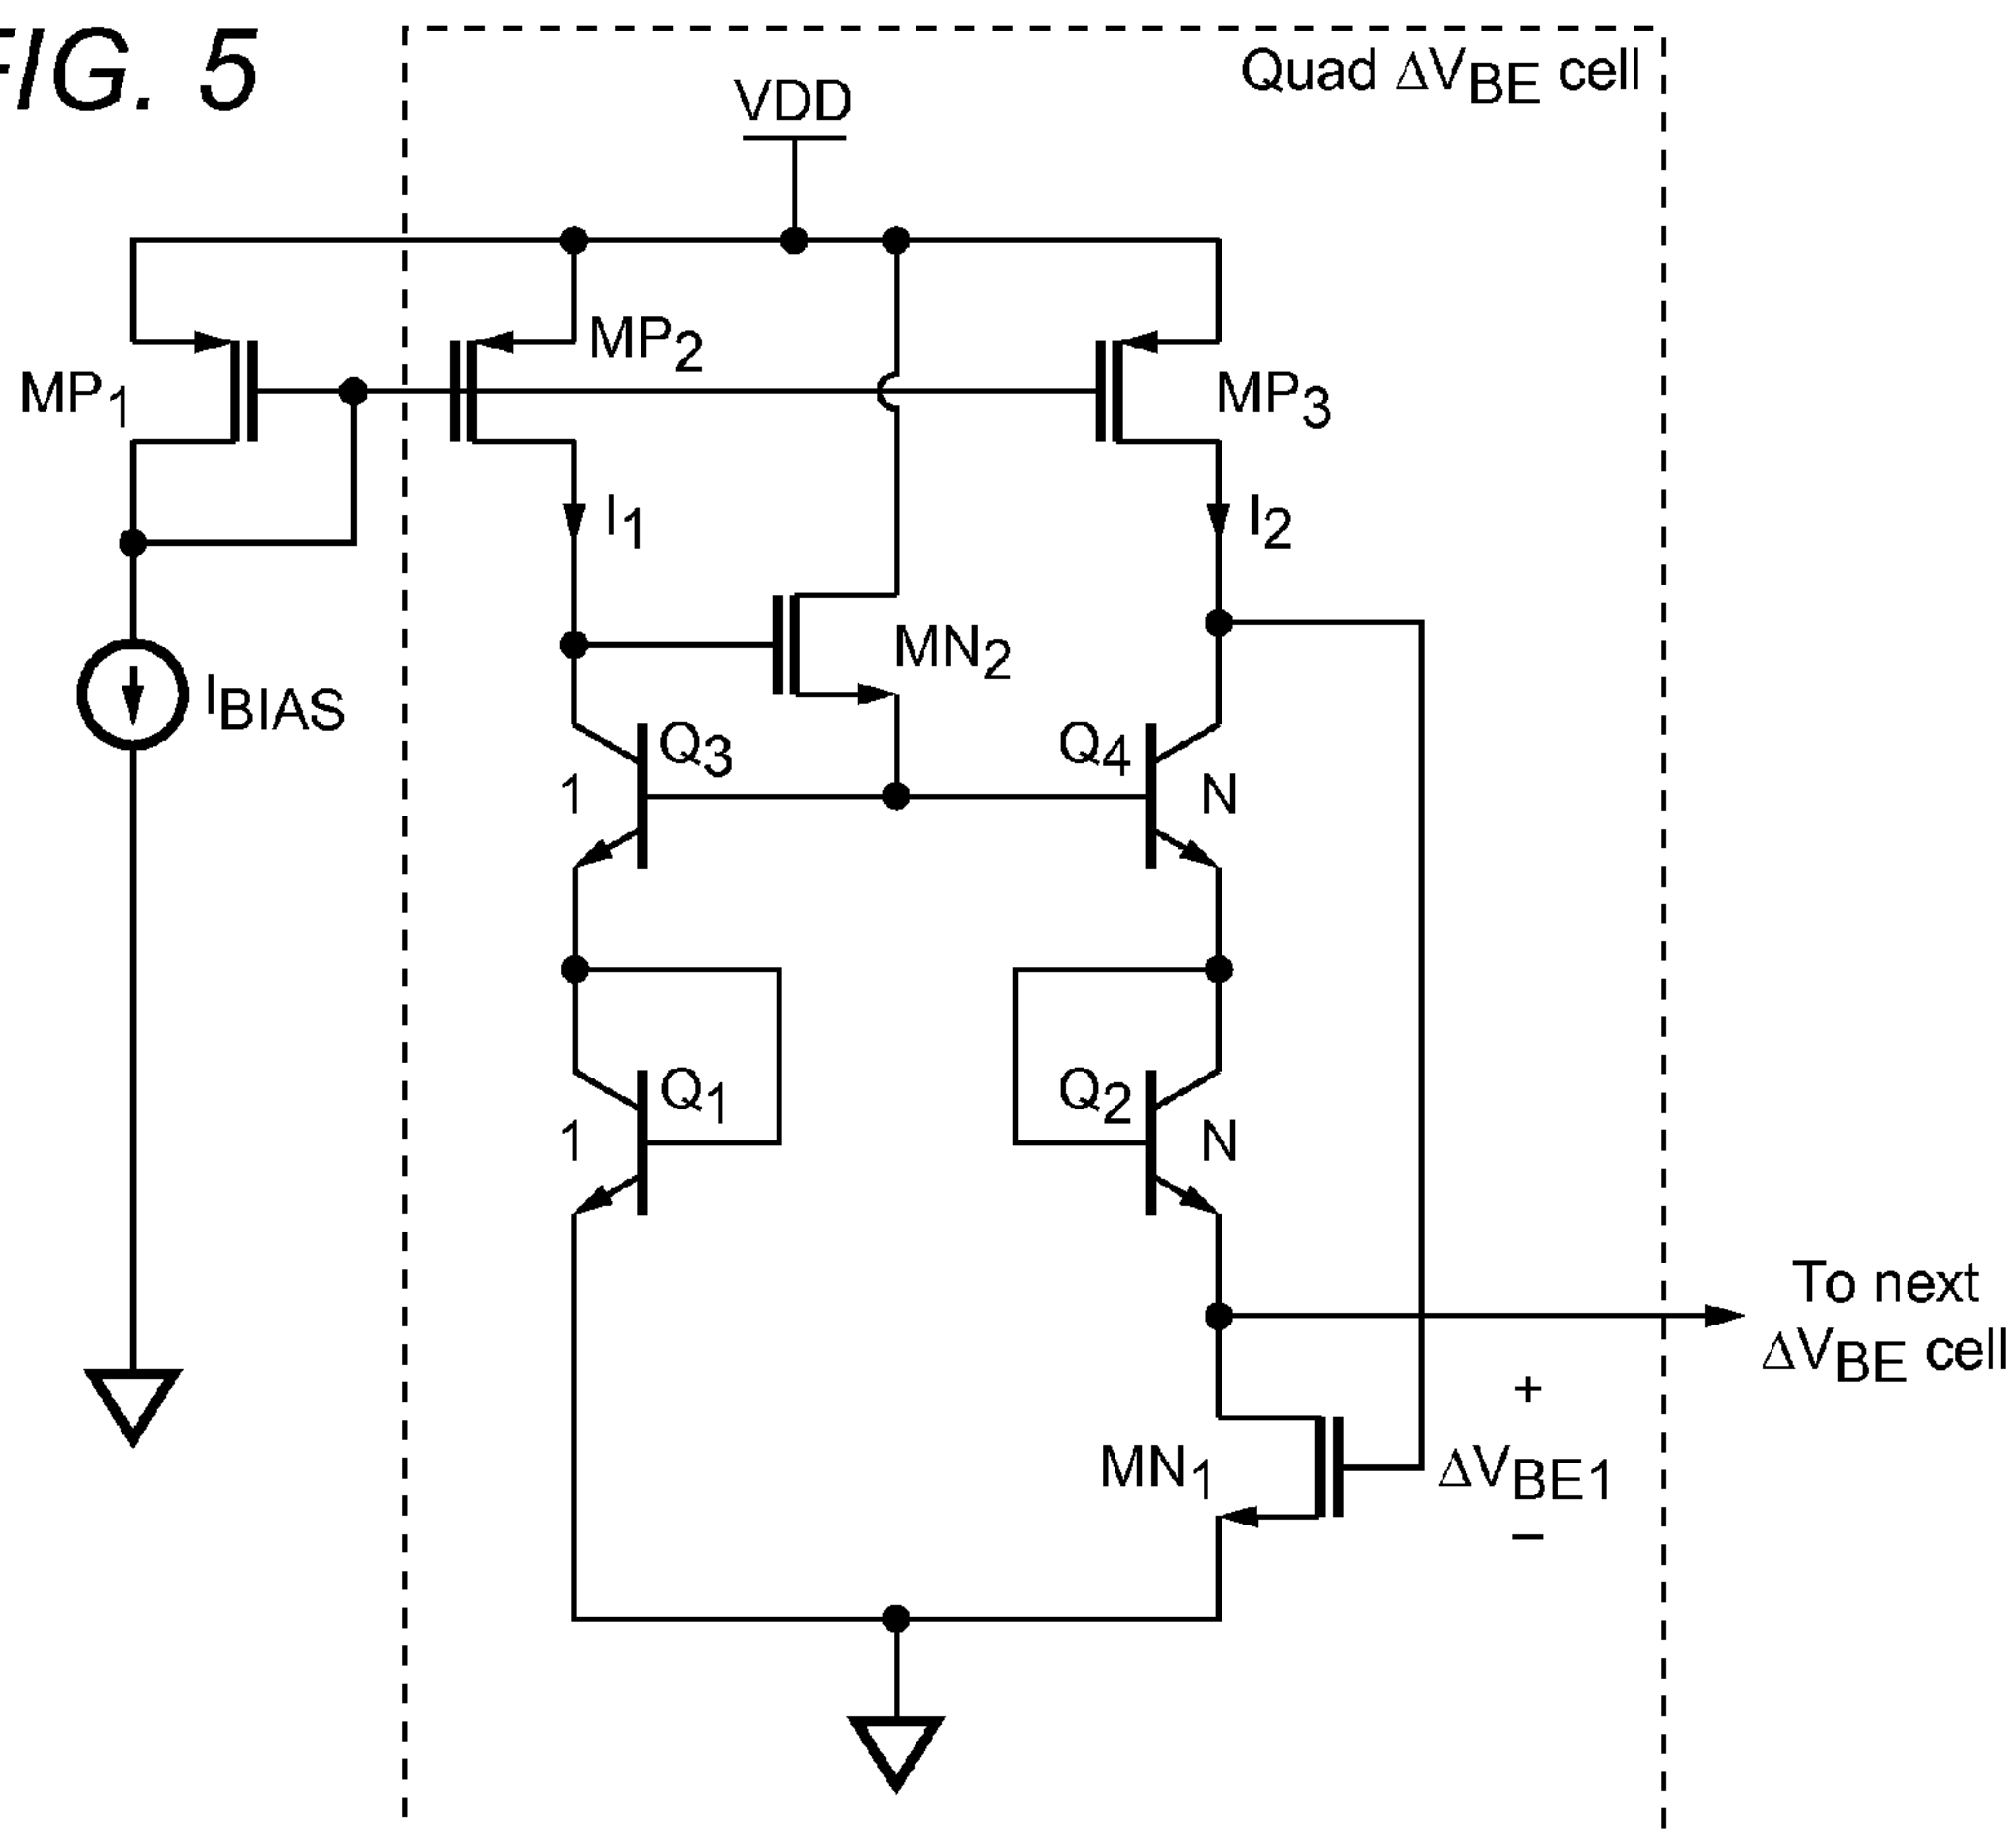 FIG. 5
Quad ΔVBE cell
VDD
MP1
MP2
MP3
I1
I2
MN2
IBIAS
Q3
Q4
1
N
Q1
Q2
1
N
To next
ΔVBE cell
+
MN1
ΔVBE1
–